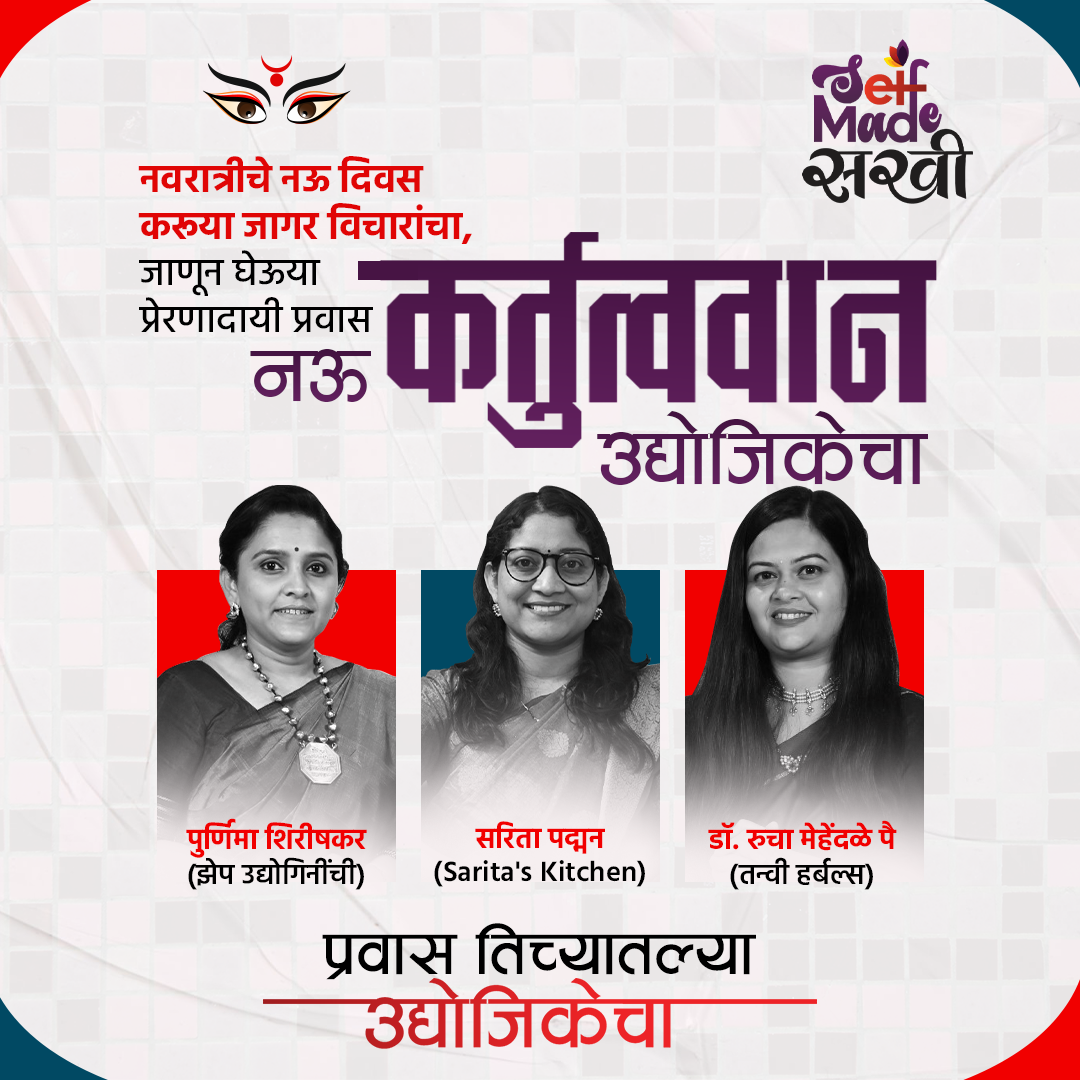 Self
Made
सखी
नवरात्रीचे नऊ दिवस
करूया जागर विचारांचा,
जाणून घेऊया
प्रेरणादायी प्रवास
नऊ
कर्तुत्ववान
उद्योजिकेचा
पुर्णिमा शिरीषकर
(झेप उद्योगिनींची)
सरिता पद्मन
(Sarita's Kitchen)
डॉ. रुचा मेहेंदळे पै
(तन्वी हर्बल्स)
प्रवास तिच्यातल्या
उद्योजिकेचा